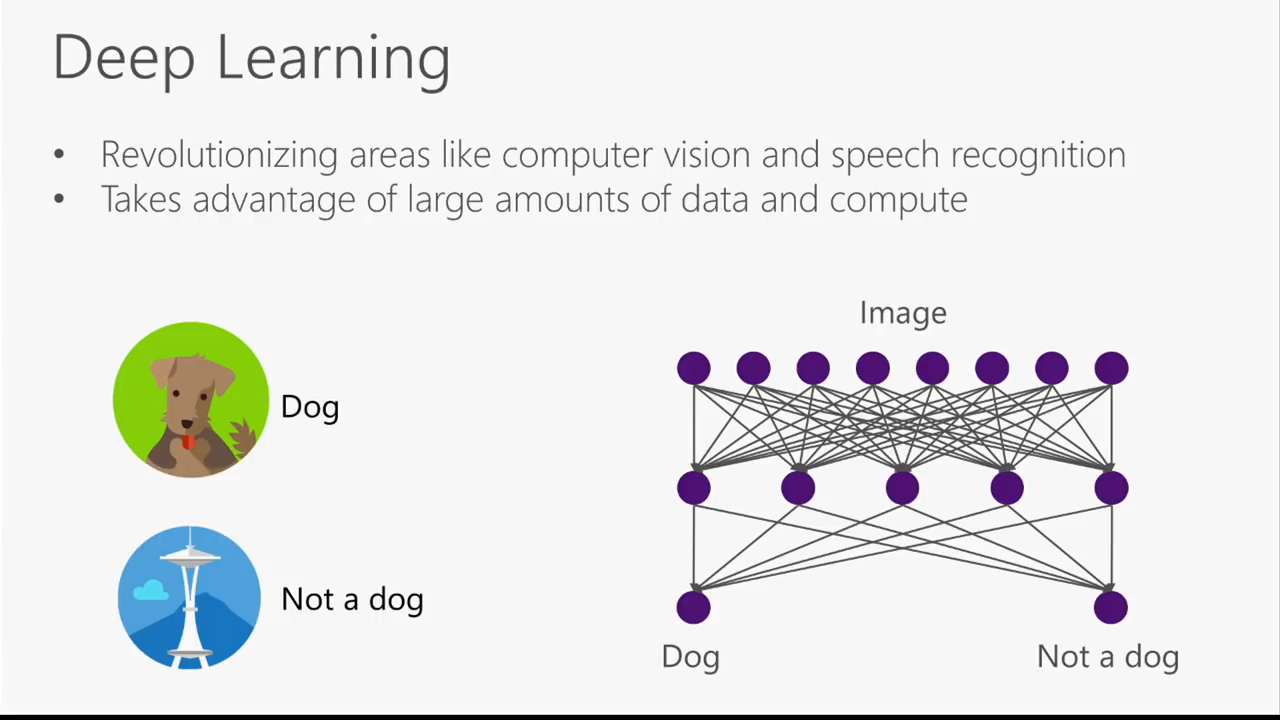 Deep Learning
• Revolutionizing areas like computer vision and speech recognition
• Takes advantage of large amounts of data and compute
Dog
Not a dog
Image
Dog
Not a dog